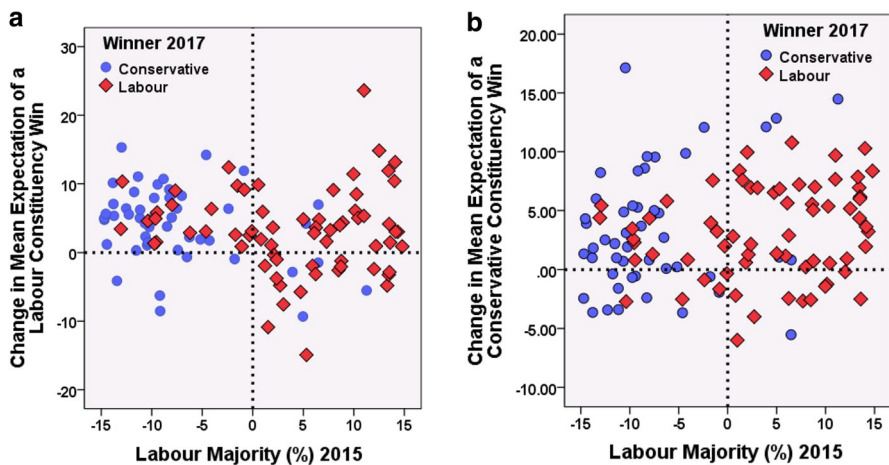 a
Winner 2017
Conservative
Labour
Change in Mean Expectation of a
Labour Constituency Win
30
20
10
0
-10
-20
-15
-10
-5
0
5
10
15
Labour Majority (%) 2015
b
Winner 2017
Conservative
Labour
Change in Mean Expectation of a
Conservative Constituency Win
20.00
15.00
10.00
5.00
.00
-5.00
-10.00
-15
-10
-5
0
5
10
15
Labour Majority (%) 2015